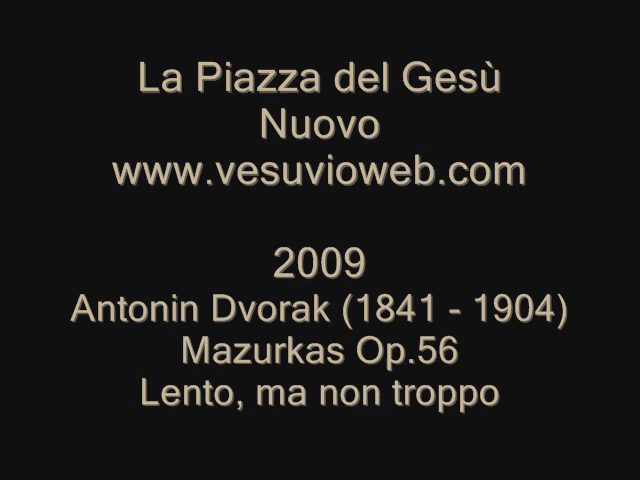 La Piazza del Gesù
Nuovo
www.vesuvioweb.com
2009
Antonin Dvorak (1841 - 1904)
Mazurkas Op.56
Lento, ma non troppo